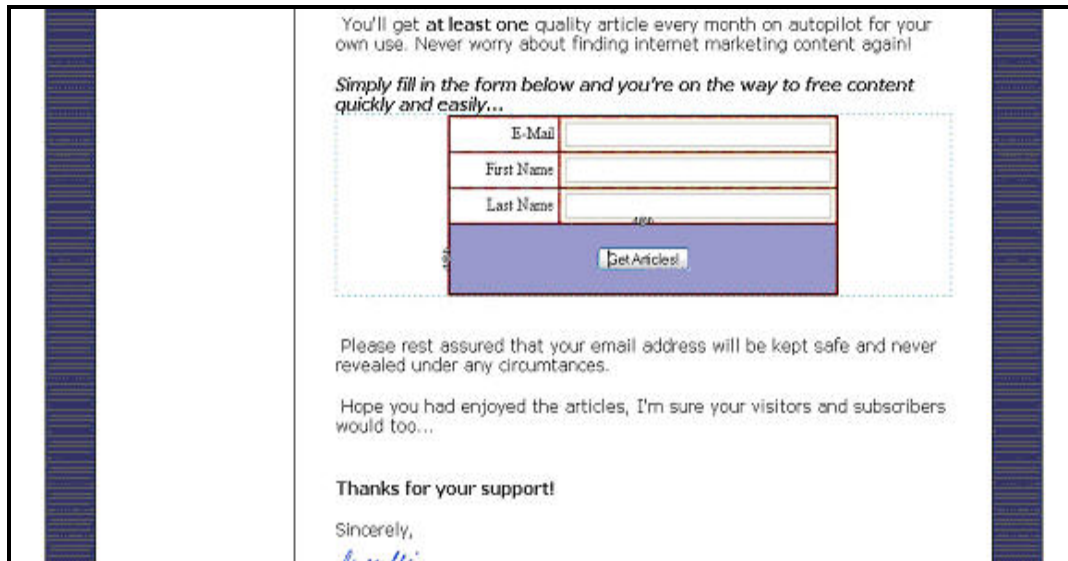 You'll get at least one quality article every month on autopilot for your
own use. Never worry about finding internet marketing content again!
Simply fill in the form below and you're on the way to free content
quickly and easily...
E-Mail
First Name
Last Name
Get Articles!
Please rest assured that your email address will be kept safe and never
revealed under any circumtances.
Hope you had enjoyed the articles, I'm sure your visitors and subscribers
would too...
Thanks for your support!
Sincerely,